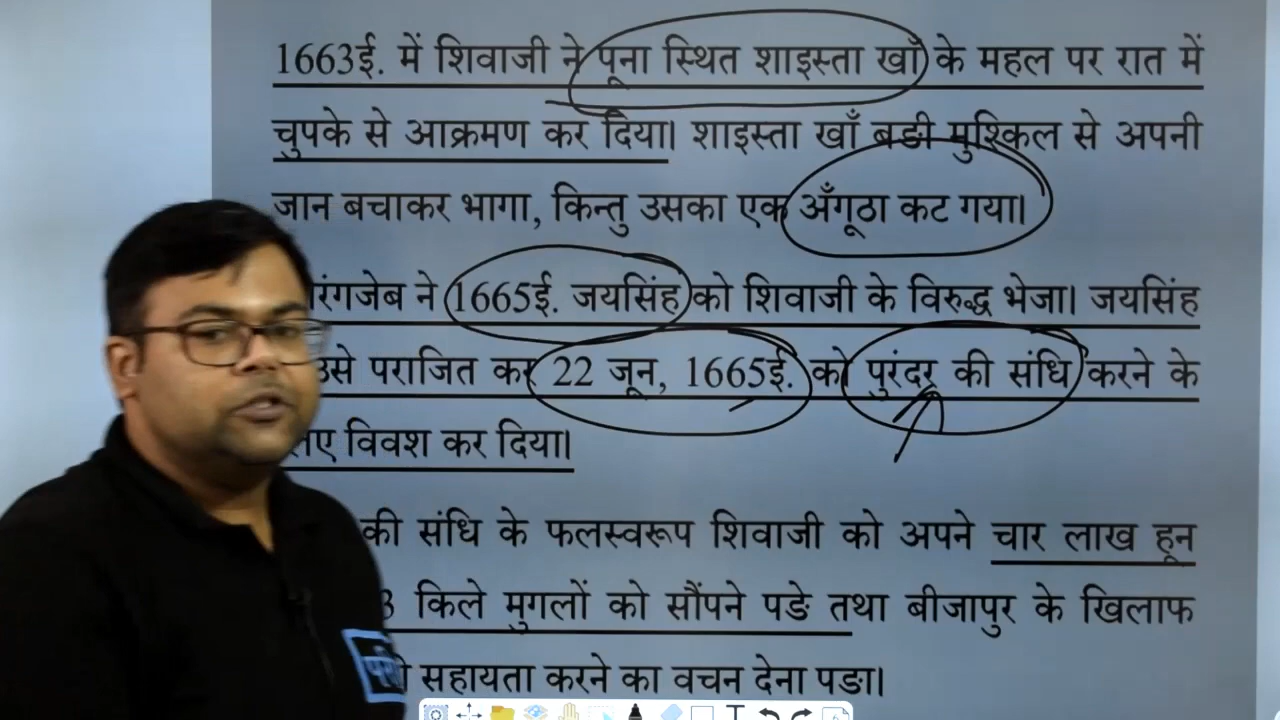 1663ई. में शिवाजी ने पूना स्थित शाइस्ता खाँ के महल पर रात में
चुपके से आक्रमण कर दिया। शाइस्ता खाँ बडी मुश्किल से अपनी
जान बचाकर भागा, किन्तु उसका एक अँगूठा कट गया।
रंगजेब ने 1665ई. जयसिंह को शिवाजी के विरुद्ध भेजा। जयसिंह
उसे पराजित कर 22 जून, 1665ई. को पुरंदर की संधि करने के
लिए विवश कर दिया।
की संधि के फलस्वरूप शिवाजी को अपने चार लाख हून
3 किले मुगलों को सौंपने पडे तथा बीजापुर के खिलाफ
सहायता करने का वचन देना पडा।